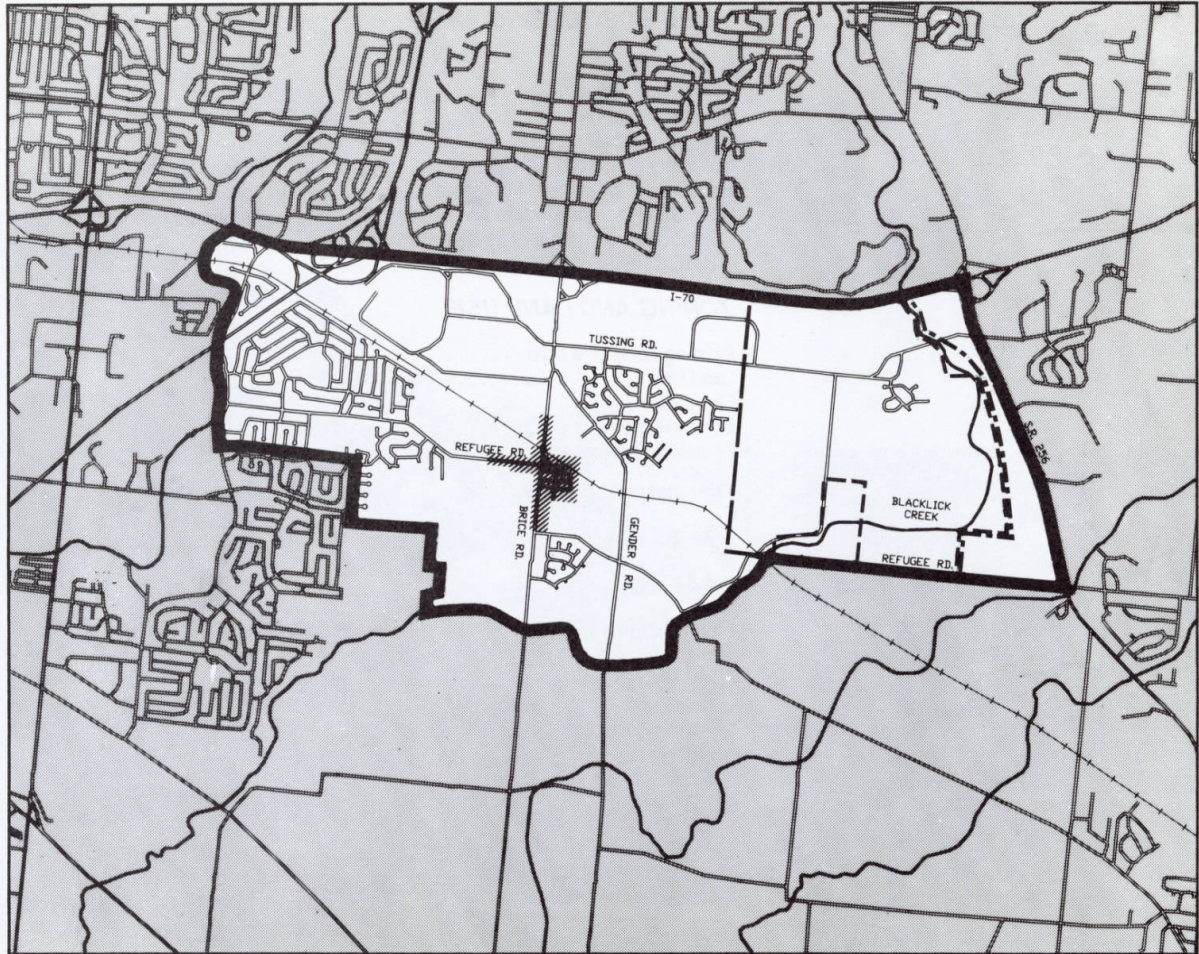 I-70
TUSSING RD.
S.R. 256
REFUGEE RD.
BLACKLICK
CREEK
BRICE RD.
GENDER RD.
REFUGEE RD.